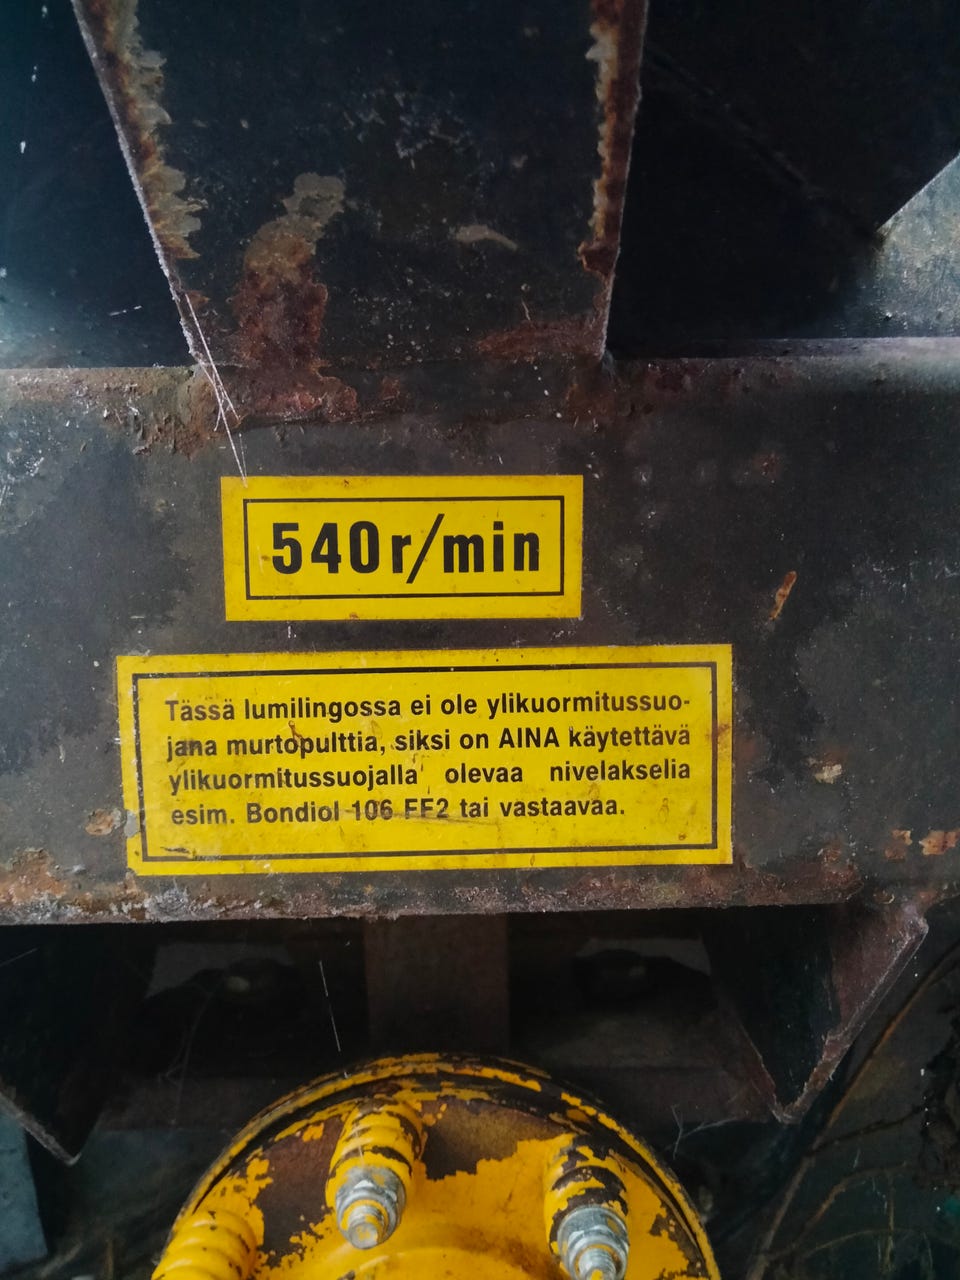 540r/min
Tässä lumilingossa ei ole ylikuormitussuo-
jana murtopulttia, siksi on AINA käytettävä
ylikuormitussuojalla olevaa nivelakselia
esim. Bondiol 106 FF2 tai vastaavaa.